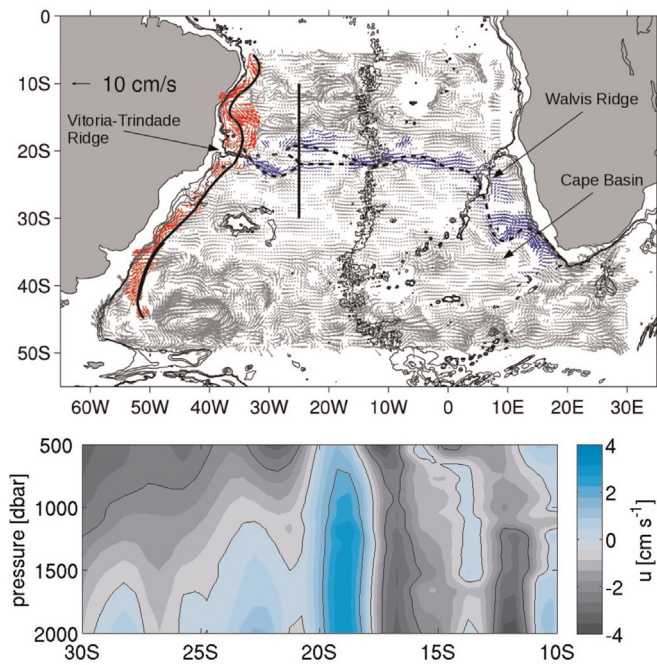 0
10S
20S
30S
40S
50S
10 cm/s
Vitoria-Trindade
Ridge
Walvis Ridge
Cape Basin
60W 50W 40W 30W 20W 10W 0 10E 20E 30E
500
1000
1500
2000
pressure [dbar]
30S 25S 20S 15S 10S
4
2
0
-2
-4
u [cm s⁻¹]